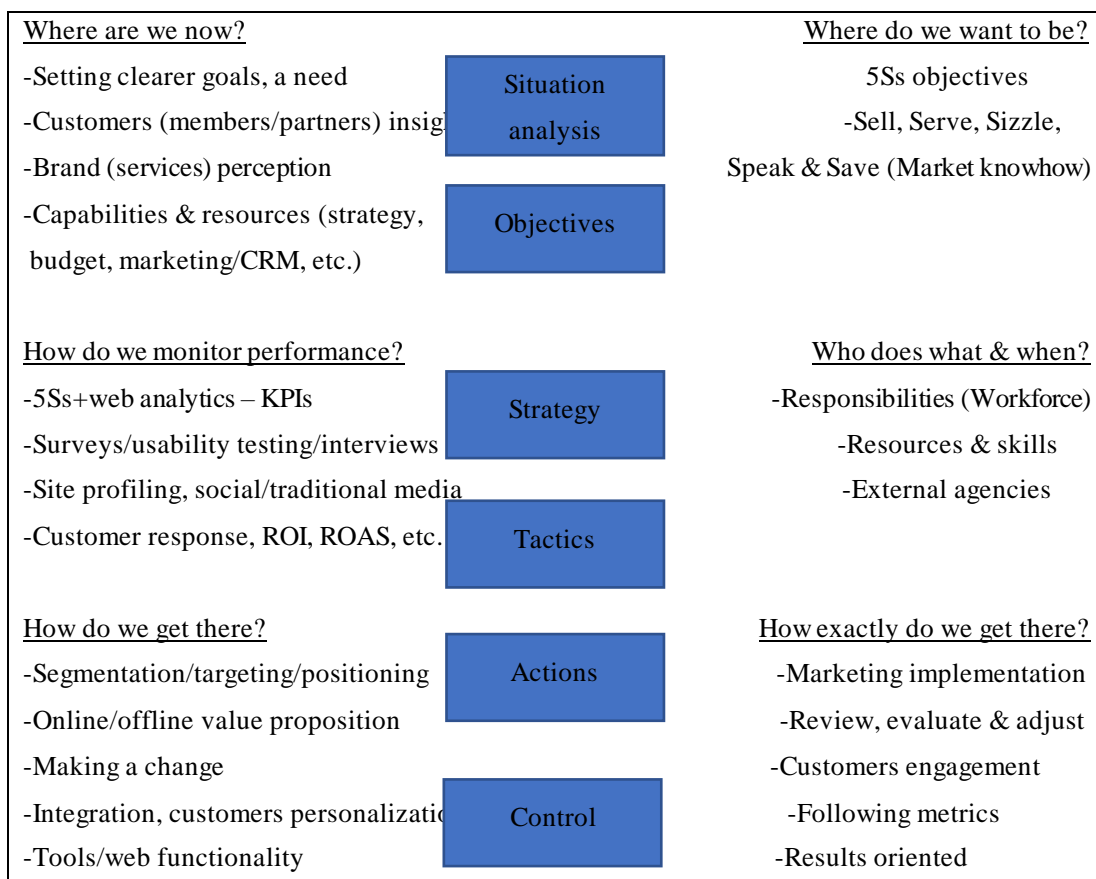 Where are we now?
-Setting clearer goals, a need
-Customers (members/partners) insigh
-Brand (services) perception
-Capabilities & resources (strategy,
budget, marketing/CRM, etc.)
Situation
analysis
Objectives
Where do we want to be?
5Ss objectives
-Sell, Serve, Sizzle,
Speak & Save (Market knowhow)
How do we monitor performance?
-5Ss+web analytics – KPIs
-Surveys/usability testing/interviews
-Site profiling, social/traditional media
-Customer response, ROI, ROAS, etc.
Strategy
Tactics
Who does what & when?
-Responsibilities (Workforce)
-Resources & skills
-External agencies
How do we get there?
-Segmentation/targeting/positioning
-Online/offline value proposition
-Making a change
-Integration, customers personalizatio
-Tools/web functionality
Actions
Control
How exactly do we get there?
-Marketing implementation
-Review, evaluate & adjust
-Customers engagement
-Following metrics
-Results oriented